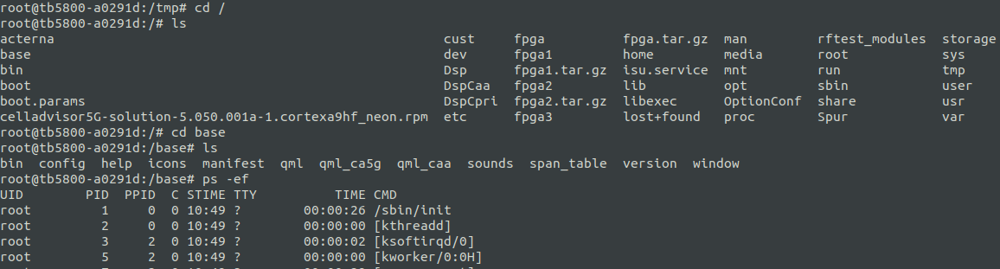 root@tb5800-a0291d:/tmp# cd /
root@tb5800-a0291d:/# ls
acterna cust fpga fpga.tar.gz man rftest_modules storage
base dev fpga1 home media root sys
bin Dsp fpga1.tar.gz isu.service mnt run tmp
boot DspCaa fpga2 lib opt sbin user
boot.params DspCpri fpga2.tar.gz libexec OptionConf share usr
celladvisor5G-solution-5.050.001a-1.cortexa9hf_neon.rpm etc fpga3 lost+found proc Spur var
root@tb5800-a0291d:/# cd base
root@tb5800-a0291d:/base# ls
bin config help icons manifest qml qml_ca5g qml_caa sounds span_table version window
root@tb5800-a0291d:/base# ps -ef
UID PID PPID C STIME TTY TIME CMD
root 1 0 0 10:49 ? 00:00:26 /sbin/init
root 2 0 0 10:49 ? 00:00:00 [kthreadd]
root 3 2 0 10:49 ? 00:00:02 [ksoftirqd/0]
root 5 2 0 10:49 ? 00:00:00 [kworker/0:0H]